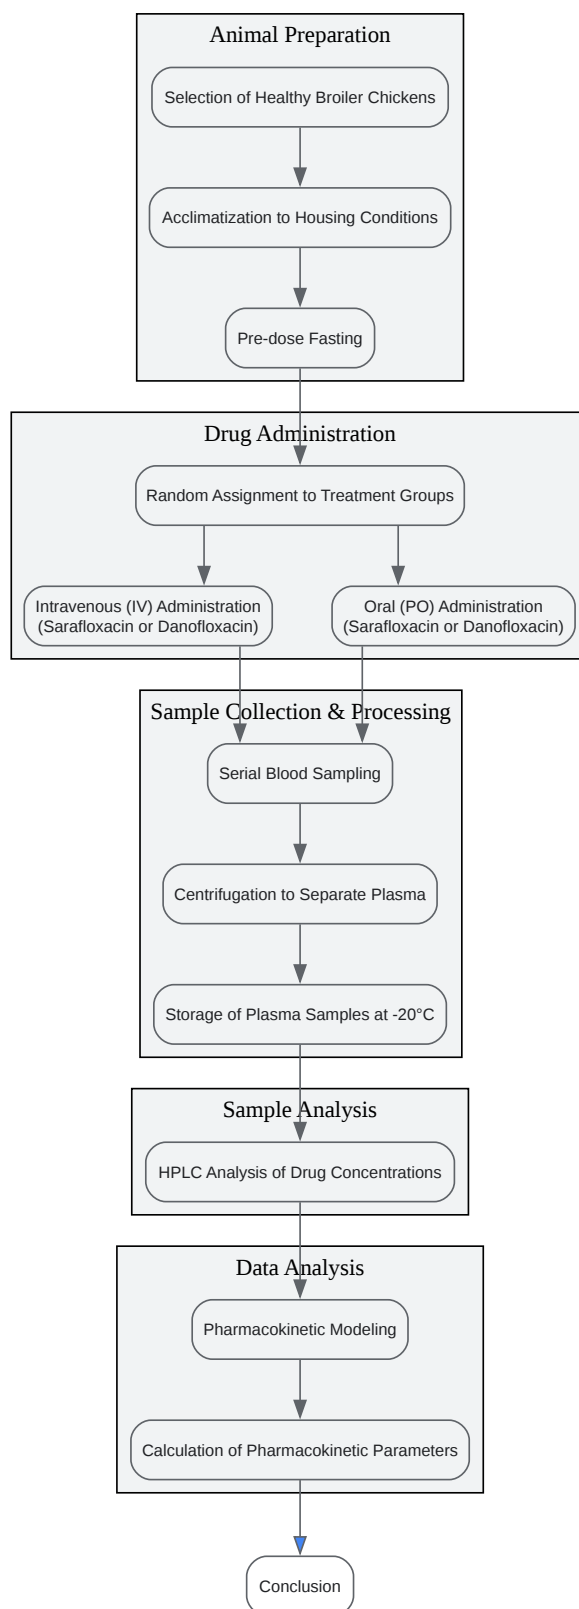 Animal Preparation
Selection of Healthy Broiler Chickens
Acclimatization to Housing Conditions
Pre-dose Fasting
Drug Administration
Random Assignment to Treatment Groups
Intravenous (IV) Administration
(Sarafloxacin or Danofloxacin)
Oral (PO) Administration
(Sarafloxacin or Danofloxacin)
Sample Collection & Processing
Serial Blood Sampling
Centrifugation to Separate Plasma
Storage of Plasma Samples at -20°C
Sample Analysis
HPLC Analysis of Drug Concentrations
Data Analysis
Pharmacokinetic Modeling
Calculation of Pharmacokinetic Parameters
Conclusion